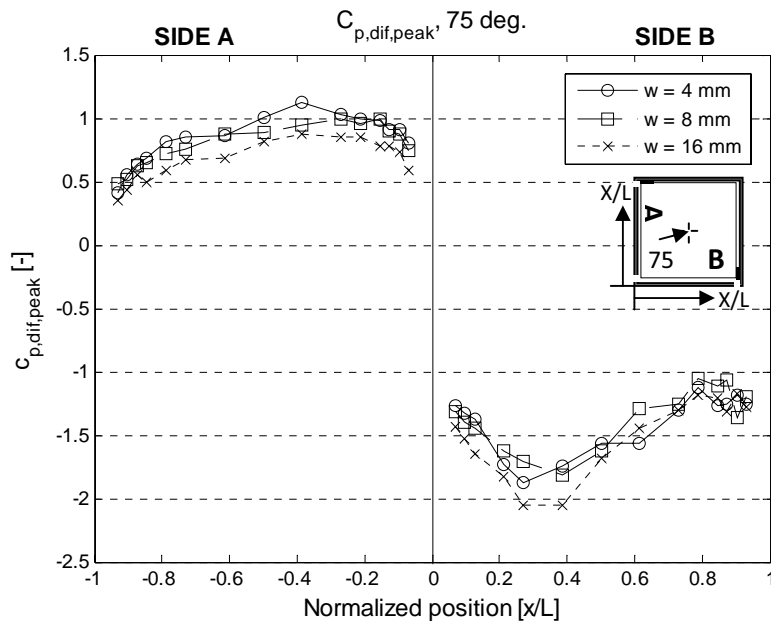 C_p,dif,peak, 75 deg.
SIDE A
SIDE B
w = 4 mm
w = 8 mm
w = 16 mm
X/L
A
75
B
X/L
c_p,dif,peak [-]
1.5
1
0.5
0
-0.5
-1
-1.5
-2
-2.5
-1
-0.8
-0.6
-0.4
-0.2
0
0.2
0.4
0.6
0.8
1
Normalized position [x/L]